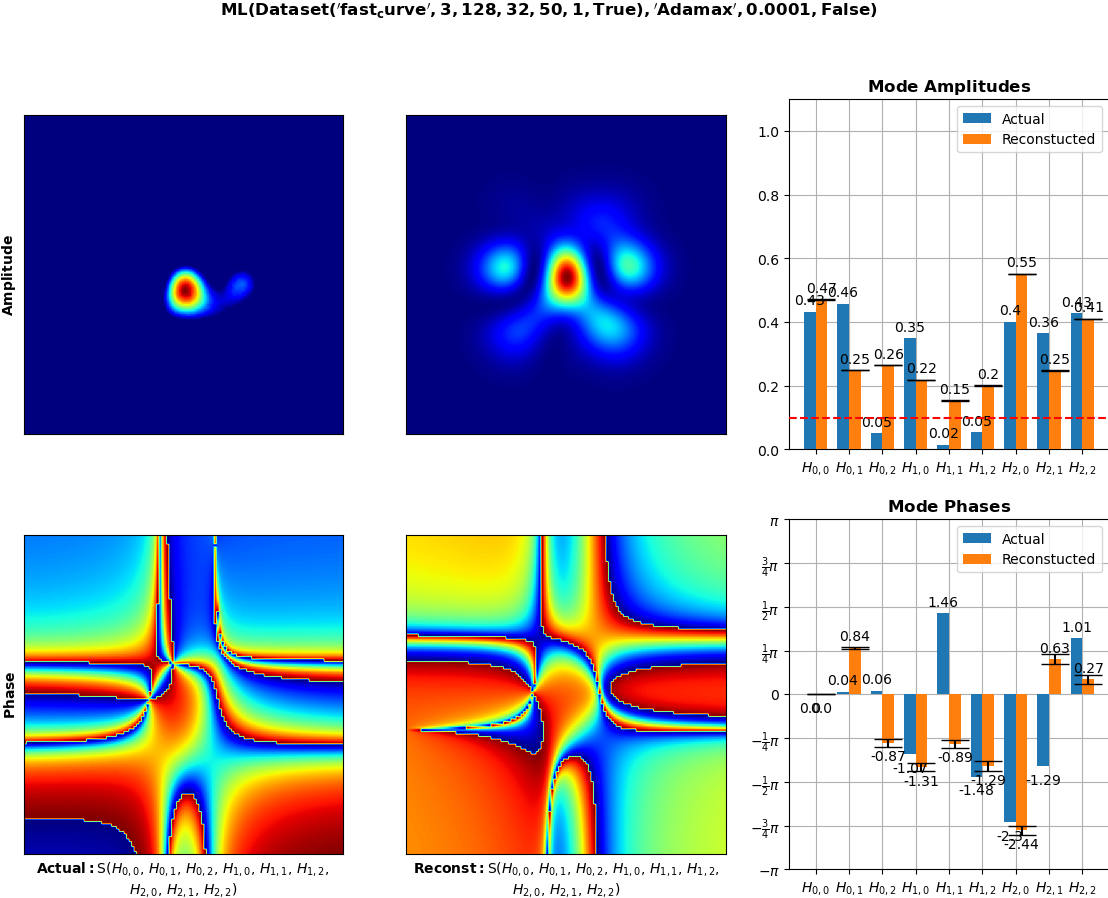 ML(Dataset('fast_curve', 3, 128, 32, 50, 1, True), 'Adamax', 0.0001, False)
Amplitude
Mode Amplitudes
Actual
Reconstucted
1.0
0.8
0.6
0.4
0.2
0.0
0.43
0.47
0.46
0.25
0.05
0.26
0.35
0.22
0.02
0.15
0.05
0.2
0.4
0.55
0.36
0.25
0.43
0.41
H0,0 H0,1 H0,2 H1,0 H1,1 H1,2 H2,0 H2,1 H2,2
Phase
Mode Phases
Actual
Reconstucted
π
3/4π
1/2π
1/4π
0
−1/4π
−1/2π
−3/4π
−π
0.0
0.0
0.04
0.84
0.06
-0.87
-1.07
-1.31
1.46
-0.89
-1.48
-1.29
-2.3
-2.44
-1.29
0.63
1.01
0.27
H0,0 H0,1 H0,2 H1,0 H1,1 H1,2 H2,0 H2,1 H2,2
Actual: S(H0,0, H0,1, H0,2, H1,0, H1,1, H1,2,
H2,0, H2,1, H2,2)
Reconst: S(H0,0, H0,1, H0,2, H1,0, H1,1, H1,2,
H2,0, H2,1, H2,2)